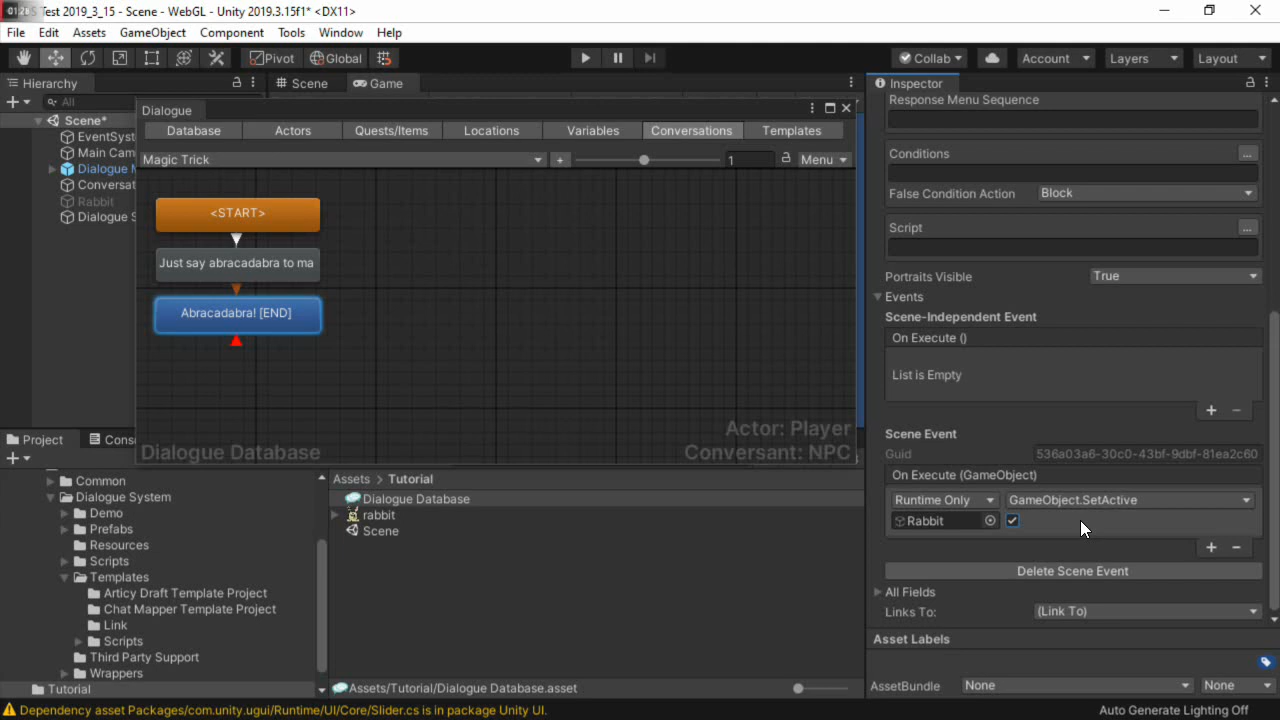 Test 2019_3_15 - Scene - WebGL - Unity 2019.3.15f1* <DX11>
File Edit Assets GameObject Component Tools Window Help
Pivot Global Collab Account Layers Layout
Hierarchy Scene Game Inspector
All
Scene*
EventSyst
Main Cam
Dialogue M
Conversat
Rabbit
Dialogue S
Dialogue
Database Actors Quests/Items Locations Variables Conversations Templates
Magic Trick + 1 Menu
<START>
Just say abracadabra to ma
Abracadabra! [END]
Actor: Player
Dialogue Database Conversant: NPC
Response Menu Sequence
Conditions ...
False Condition Action Block
Script ...
Portraits Visible True
Events
Scene-Independent Event
On Execute ()
List is Empty
+ −
Scene Event
Guid 536a03a6-30c0-43bf-9dbf-81ea2c60
On Execute (GameObject)
Runtime Only GameObject.SetActive
Rabbit
+ −
Delete Scene Event
All Fields
Links To: (Link To)
Asset Labels
AssetBundle None None
Project Conso
Common
Dialogue System
Demo
Prefabs
Resources
Scripts
Templates
Articy Draft Template Project
Chat Mapper Template Project
Link
Scripts
Third Party Support
Wrappers
Tutorial
Assets > Tutorial
Dialogue Database
rabbit
Scene
Assets/Tutorial/Dialogue Database.asset
Dependency asset Packages/com.unity.ugui/Runtime/UI/Core/Slider.cs is in package Unity UI.
Auto Generate Lighting Off